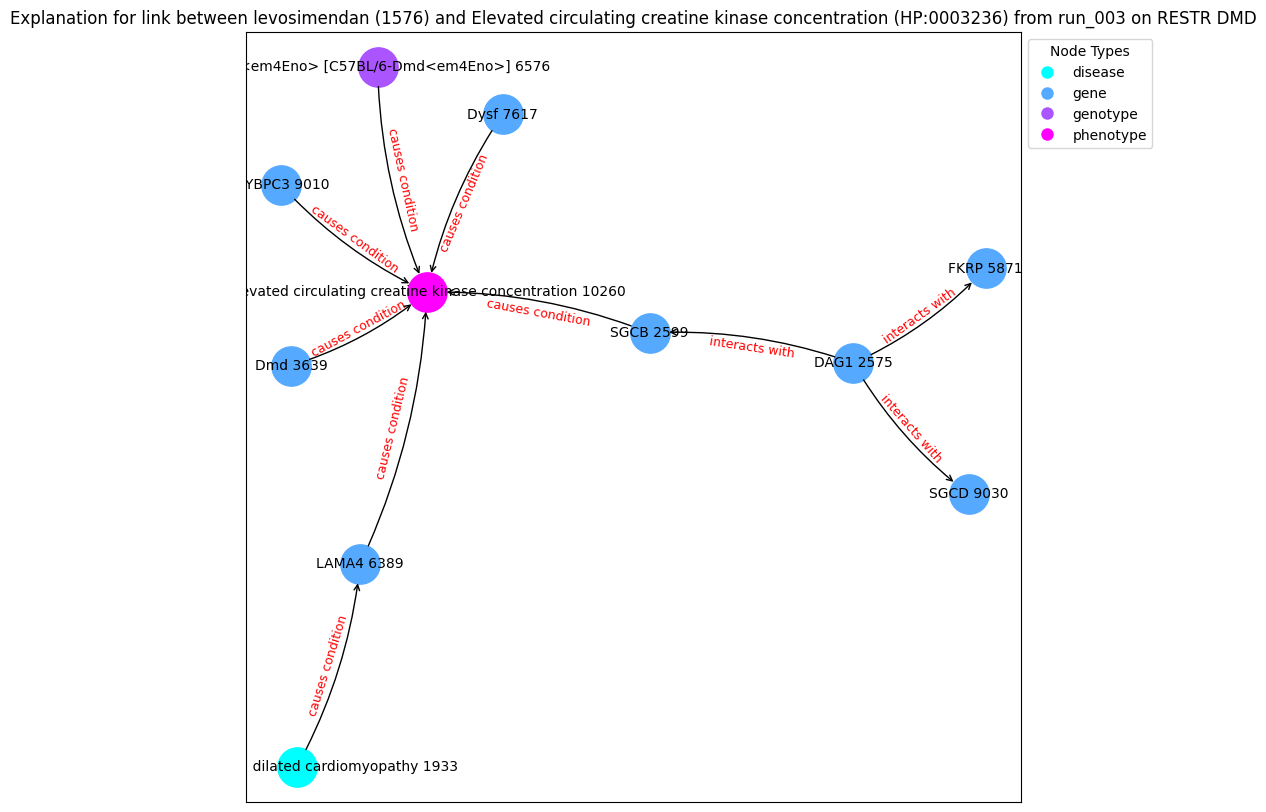 Explanation for link between levosimendan (1576) and Elevated circulating creatine kinase concentration (HP:0003236) from run_003 on RESTR DMD
Node Types
disease
gene
genotype
phenotype
<em4Eno> [C57BL/6-Dmd<em4Eno>] 6576
Dysf 7617
causes condition
causes condition
YBPC3 9010
causes condition
FKRP 5871
evated circulating creatine kinase concentration 10260
causes condition
interacts with
causes condition
SGCB 2599
interacts with
Dmd 3639
DAG1 2575
causes condition
interacts with
SGCD 9030
LAMA4 6389
causes condition
dilated cardiomyopathy 1933